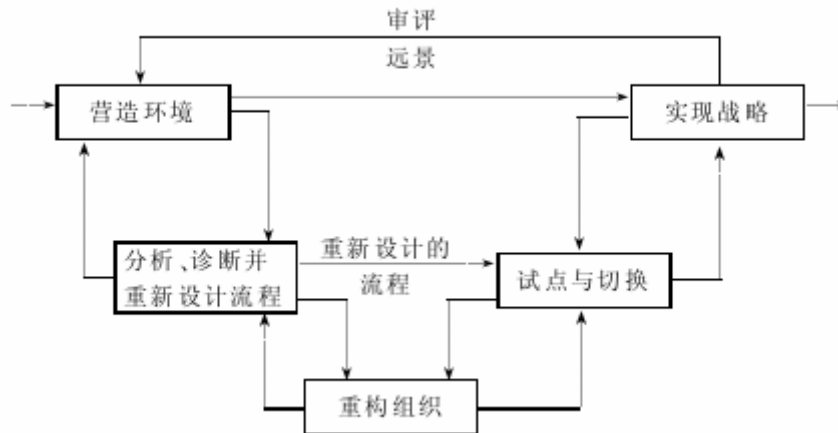 审评
远景
营造环境
实现战略
分析、诊断并
重新设计流程
重新设计的
流程
试点与切换
重构组织